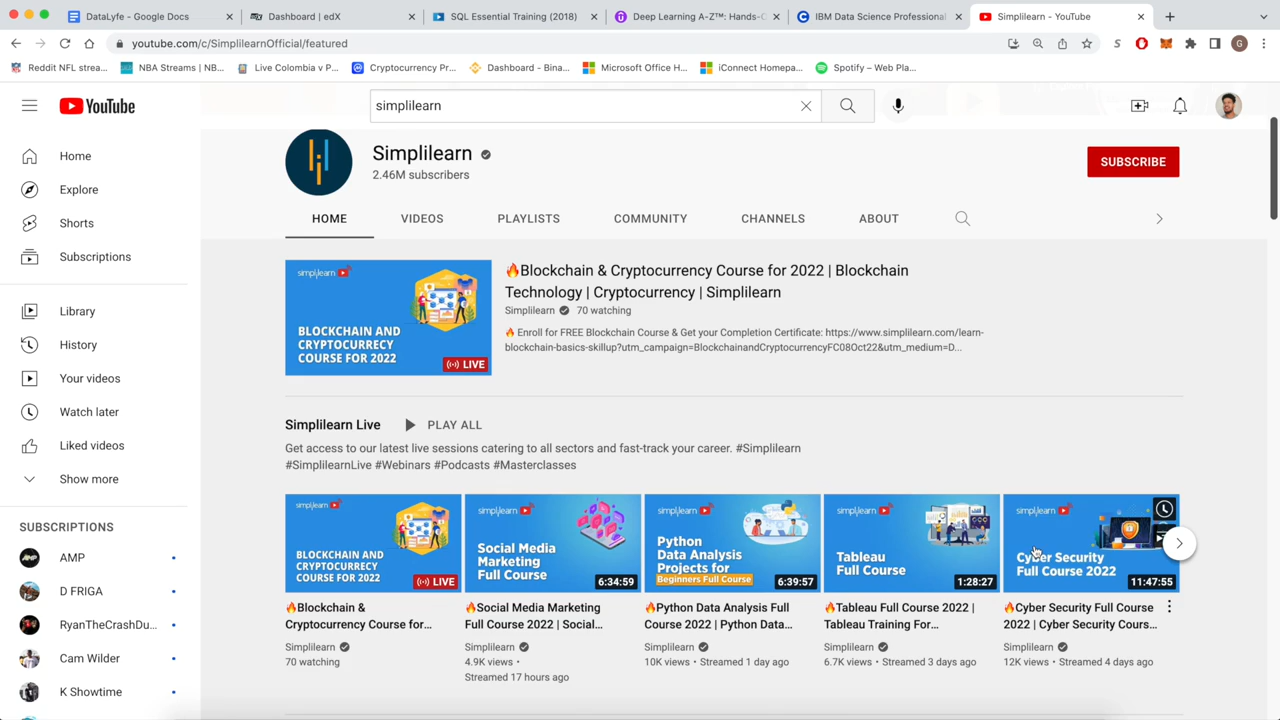 DataLyfe - Google Docs
Dashboard | edX
SQL Essential Training (2018)
Deep Learning A-Z™: Hands-C
IBM Data Science Professional
Simplilearn - YouTube
youtube.com/c/SimplilearnOfficial/featured
G
Reddit NFL strea...
NBA Streams | NB...
Live Colombia v P...
Cryptocurrency Pr...
Dashboard - Bina...
Microsoft Office H...
iConnect Homepa...
Spotify – Web Pla...
YouTube
simplilearn
Home
Explore
Shorts
Subscriptions
Library
History
Your videos
Watch later
Liked videos
Show more
SUBSCRIPTIONS
AMP
D FRIGA
RyanTheCrashDu...
Cam Wilder
K Showtime
Simplilearn
2.46M subscribers
SUBSCRIBE
HOME
VIDEOS
PLAYLISTS
COMMUNITY
CHANNELS
ABOUT
simplilearn
BLOCKCHAIN AND
CRYPTOCURRECY
COURSE FOR 2022
LIVE
🔥Blockchain & Cryptocurrency Course for 2022 | Blockchain
Technology | Cryptocurrency | Simplilearn
Simplilearn 70 watching
🔥 Enroll for FREE Blockchain Course & Get your Completion Certificate: https://www.simplilearn.com/learn-
blockchain-basics-skillup?utm_campaign=BlockchainandCryptocurrencyFC08Oct22&utm_medium=D...
Simplilearn Live
PLAY ALL
Get access to our latest live sessions catering to all sectors and fast-track your career. #Simplilearn
#SimplilearnLive #Webinars #Podcasts #Masterclasses
simplilearn
BLOCKCHAIN AND
CRYPTOCURRECY
COURSE FOR 2022
LIVE
🔥Blockchain &
Cryptocurrency Course for...
Simplilearn
70 watching
simplilearn
Social Media
Marketing
Full Course
6:34:59
🔥Social Media Marketing
Full Course 2022 | Social...
Simplilearn
4.9K views •
Streamed 17 hours ago
simplilearn
Python
Data Analysis
Projects for
Beginners Full Course
6:39:57
🔥Python Data Analysis Full
Course 2022 | Python Data...
Simplilearn
10K views • Streamed 1 day ago
simplilearn
Tableau
Full Course
1:28:27
🔥Tableau Full Course 2022 |
Tableau Training For...
Simplilearn
6.7K views • Streamed 3 days ago
simplilearn
Cyber Security
Full Course 2022
11:47:55
🔥Cyber Security Full Course
2022 | Cyber Security Cours...
Simplilearn
12K views • Streamed 4 days ago